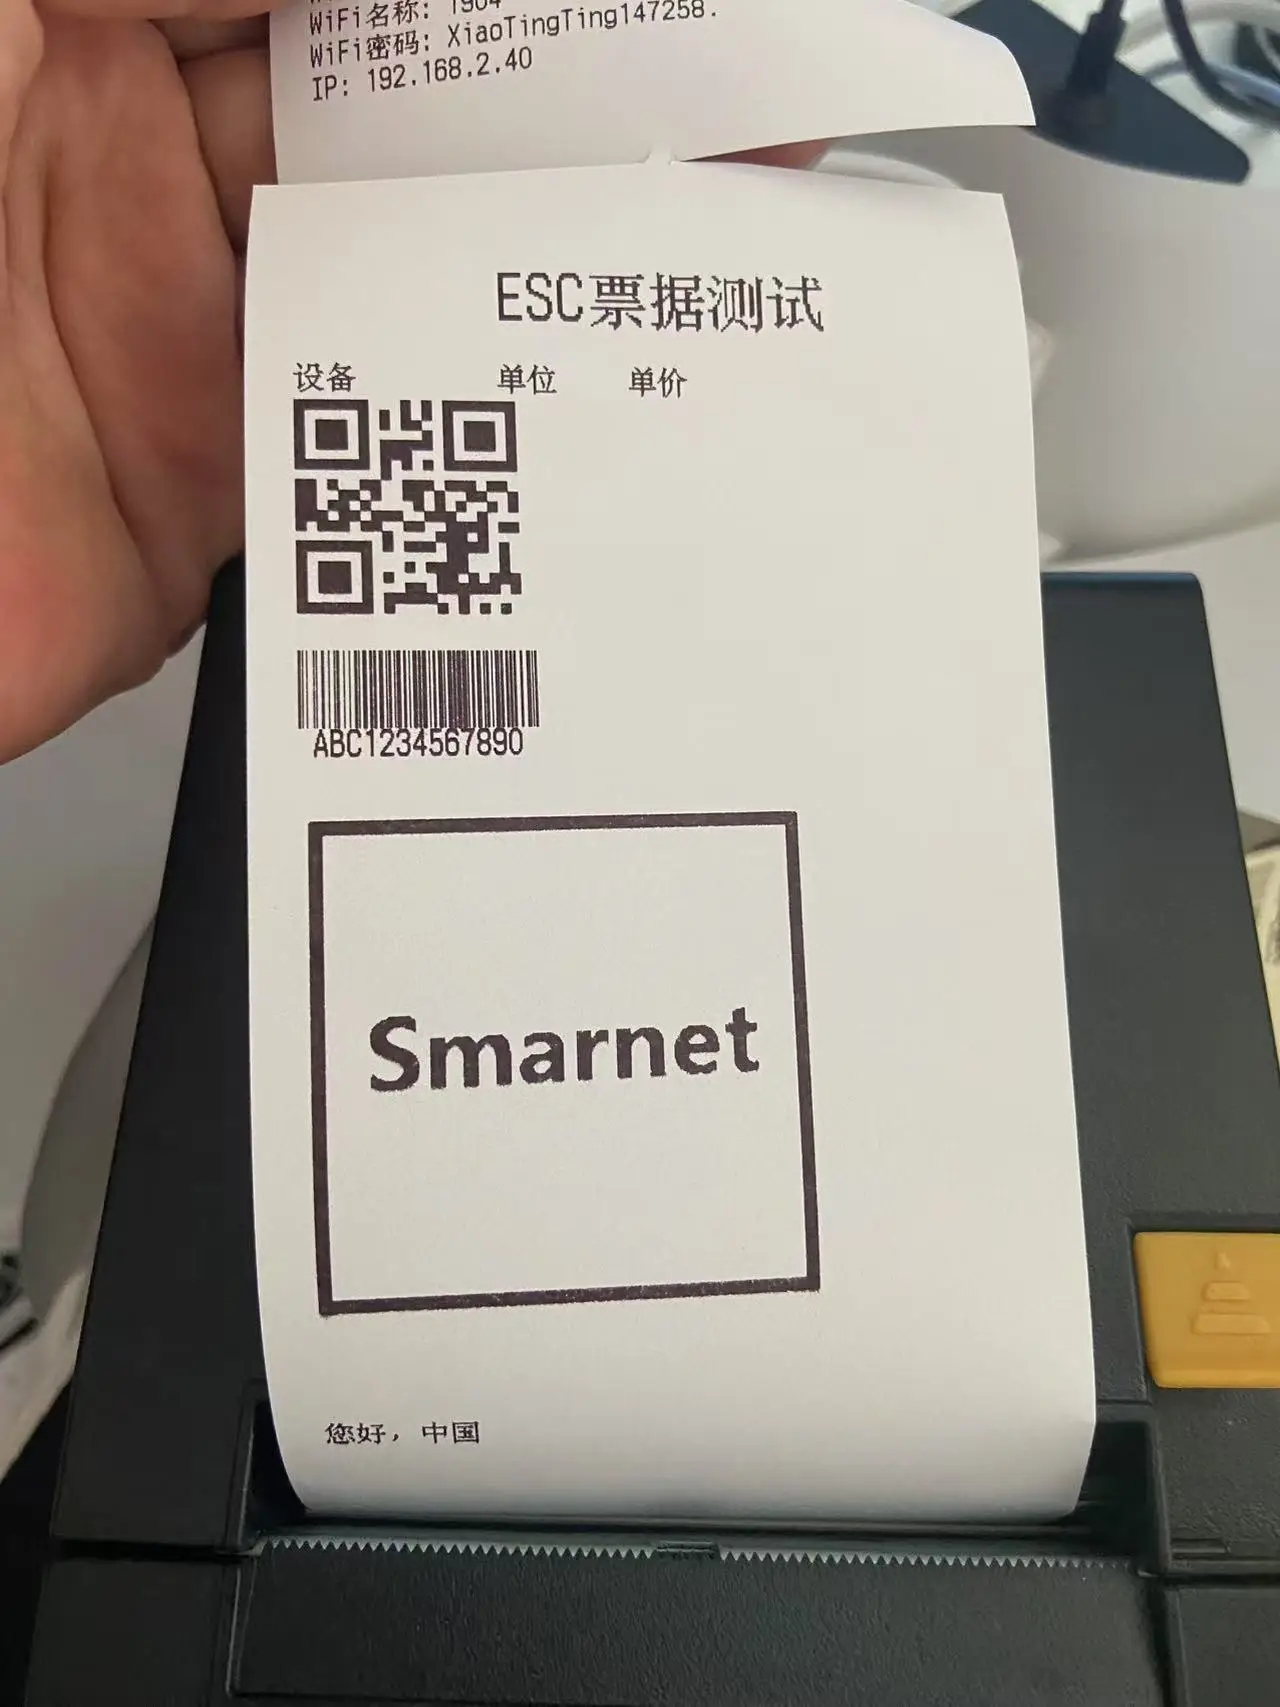 WiFi名称: 1904
WiFi密码: XiaoTingTing147258.
IP: 192.168.2.40
ESC票据测试
设备 单位 单价
ABC1234567890
Smarnet
您好，中国